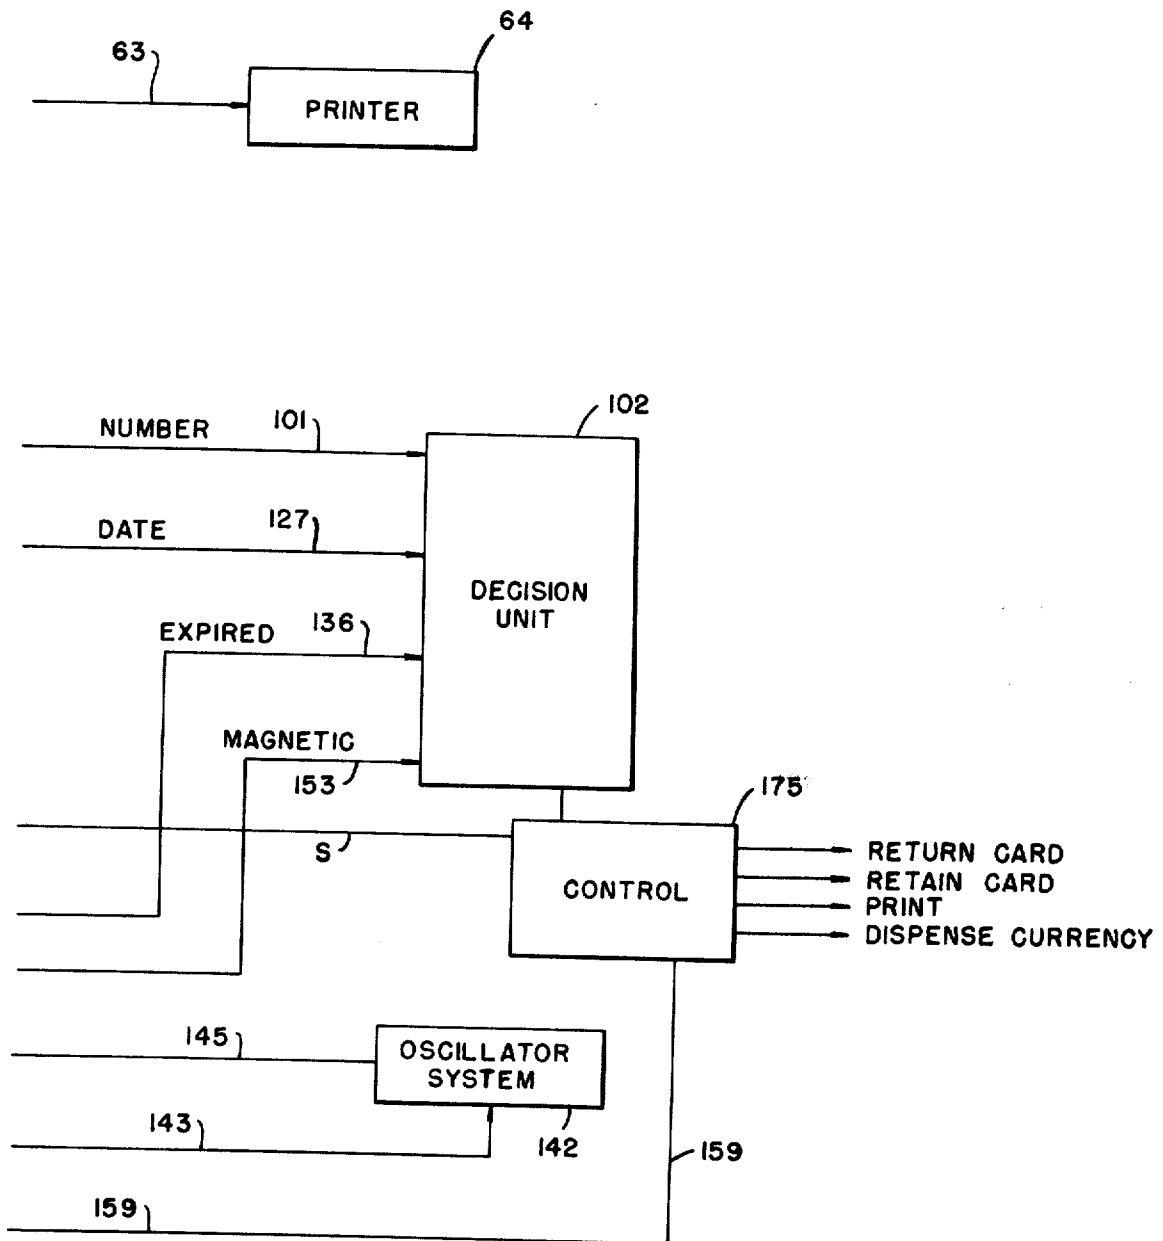 64
63
PRINTER
102
NUMBER
101
DATE
127
DECISION
UNIT
EXPIRED
136
MAGNETIC
153
175
S
CONTROL
RETURN CARD
RETAIN CARD
PRINT
DISPENSE CURRENCY
145
OSCILLATOR
SYSTEM
143
142
159
159